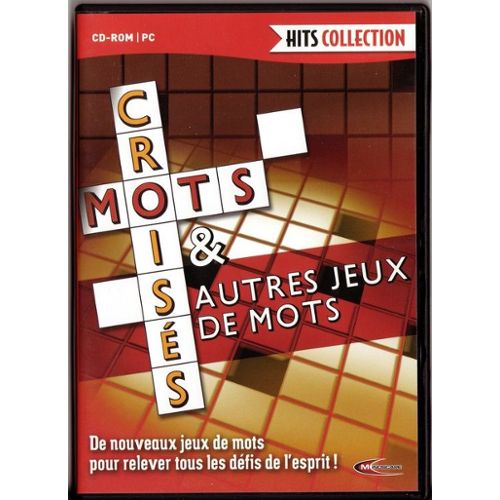 CD-ROM | PC
HITS COLLECTION
CROISÉS
MOTS
&
AUTRES JEUX
DE MOTS
De nouveaux jeux de mots
pour relever tous les défis de l'esprit !
MINDSCAPE